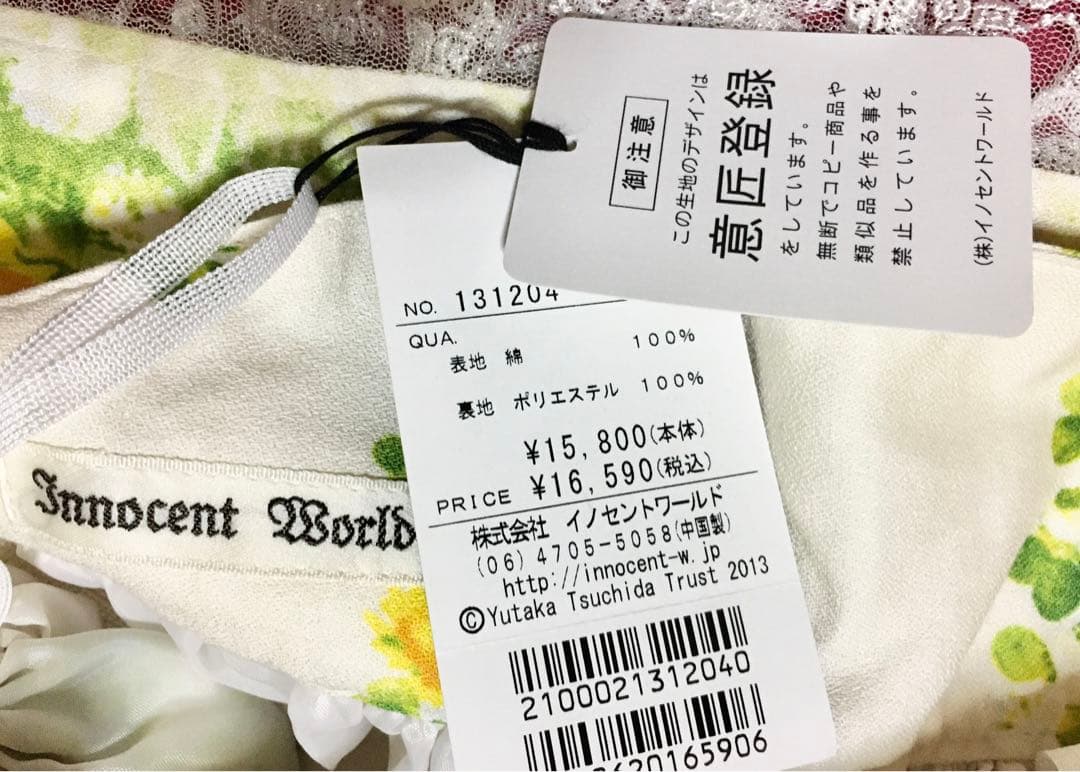 御注意
この生地のデザインは
意匠登録
をしています。
無断でコピー商品や
類似品を作る事を
禁止しています。
(株)イノセントワールド
NO. 131204
QUA.
表地 綿 100%
裏地 ポリエステル 100%
¥15,800(本体)
PRICE ¥16,590(税込)
株式会社 イノセントワールド
(06)4705-5058(中国製)
http://innocent-w.jp
©Yutaka Tsuchida Trust 2013
2100021312040
620165906
Innocent World